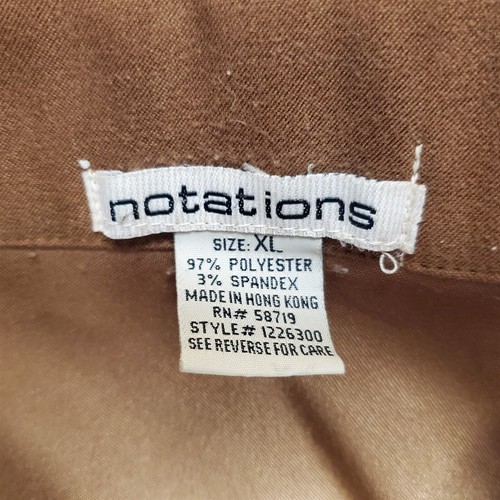 notations
SIZE: XL
97% POLYESTER
3% SPANDEX
MADE IN HONG KONG
RN# 58719
STYLE# 1226300
SEE REVERSE FOR CARE